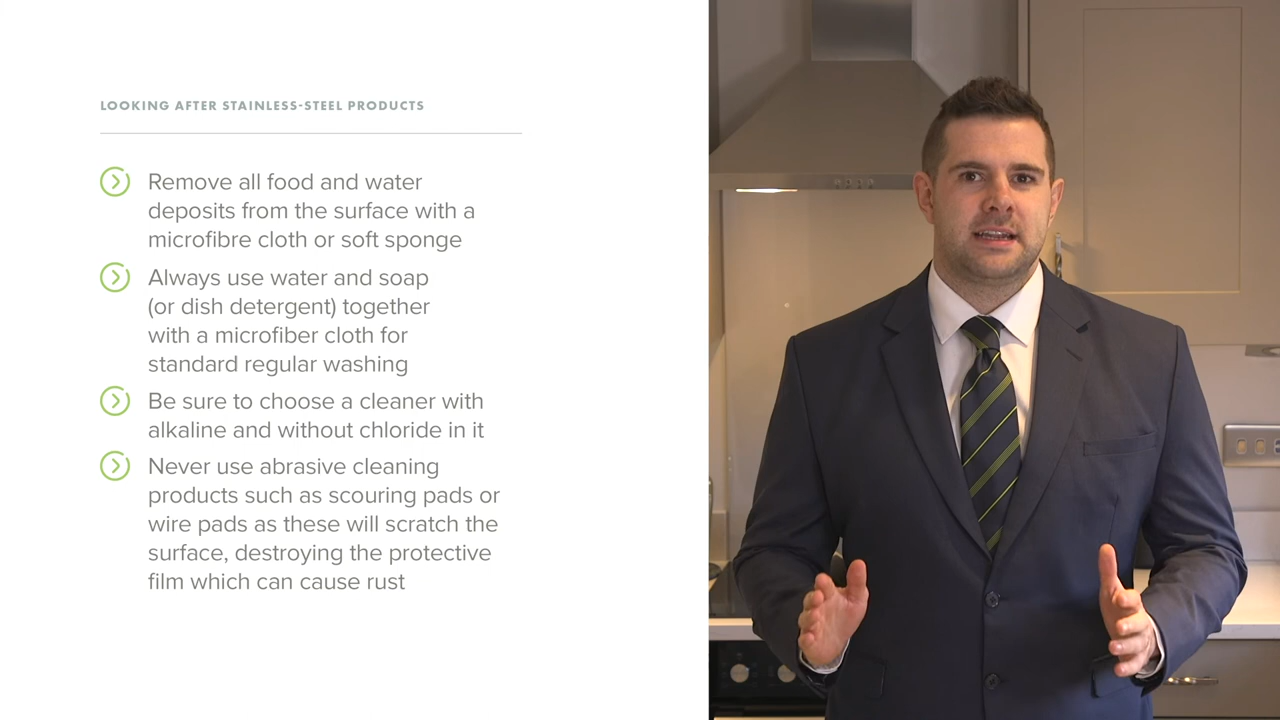 LOOKING AFTER STAINLESS-STEEL PRODUCTS
Remove all food and water
deposits from the surface with a
microfibre cloth or soft sponge
Always use water and soap
(or dish detergent) together
with a microfiber cloth for
standard regular washing
Be sure to choose a cleaner with
alkaline and without chloride in it
Never use abrasive cleaning
products such as scouring pads or
wire pads as these will scratch the
surface, destroying the protective
film which can cause rust